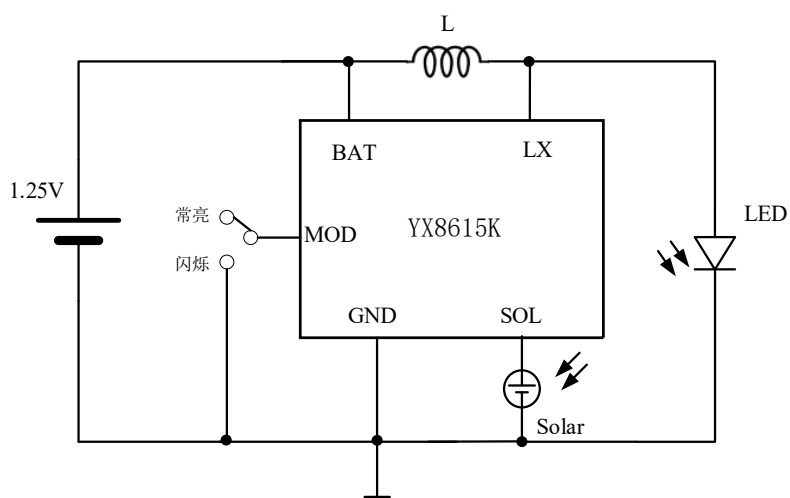 L
BAT
LX
1.25V
常亮
MOD
YX8615K
LED
闪烁
GND
SOL
Solar